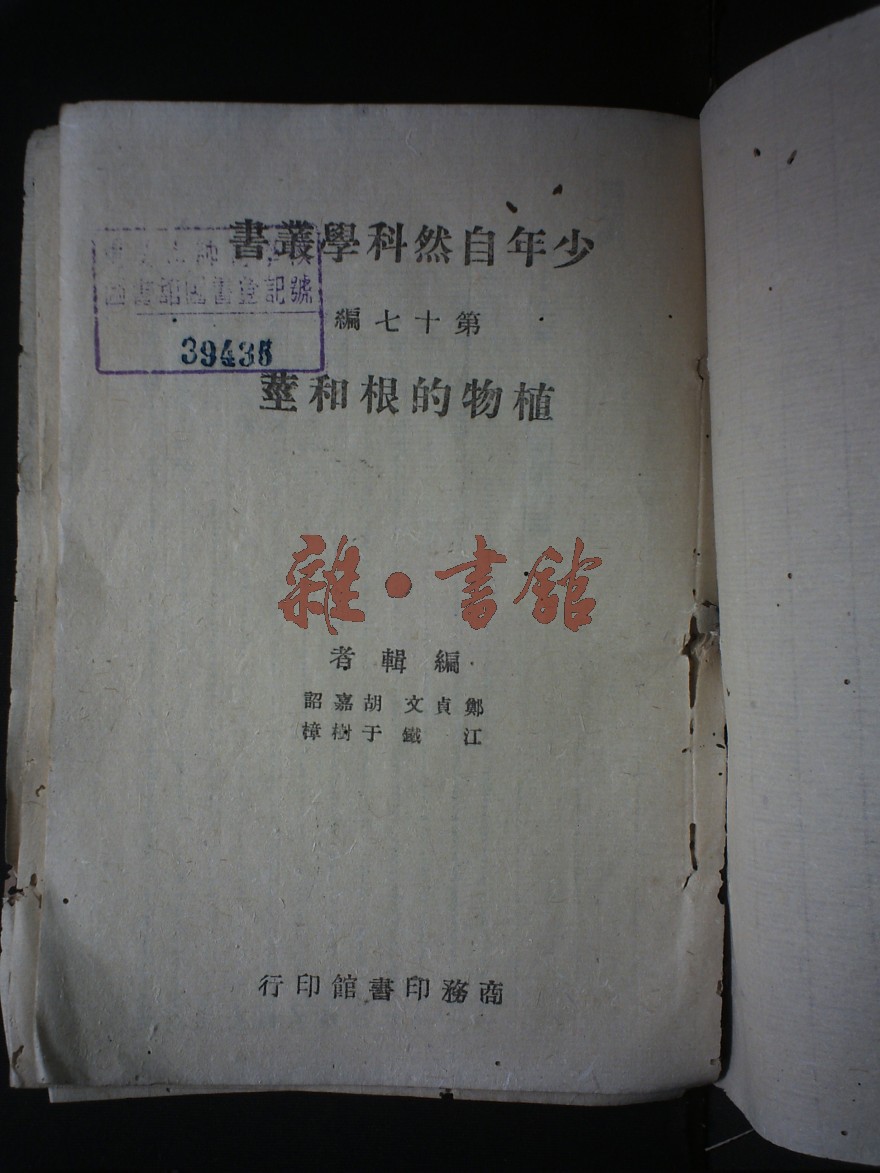 少年自然科學叢書
第十七編
植物的根和莖
圖書館圖書登記號
39435
雜·書館
編輯者
鄭貞文 胡嘉詔
江鐵 于樹樟
商務印書館印行